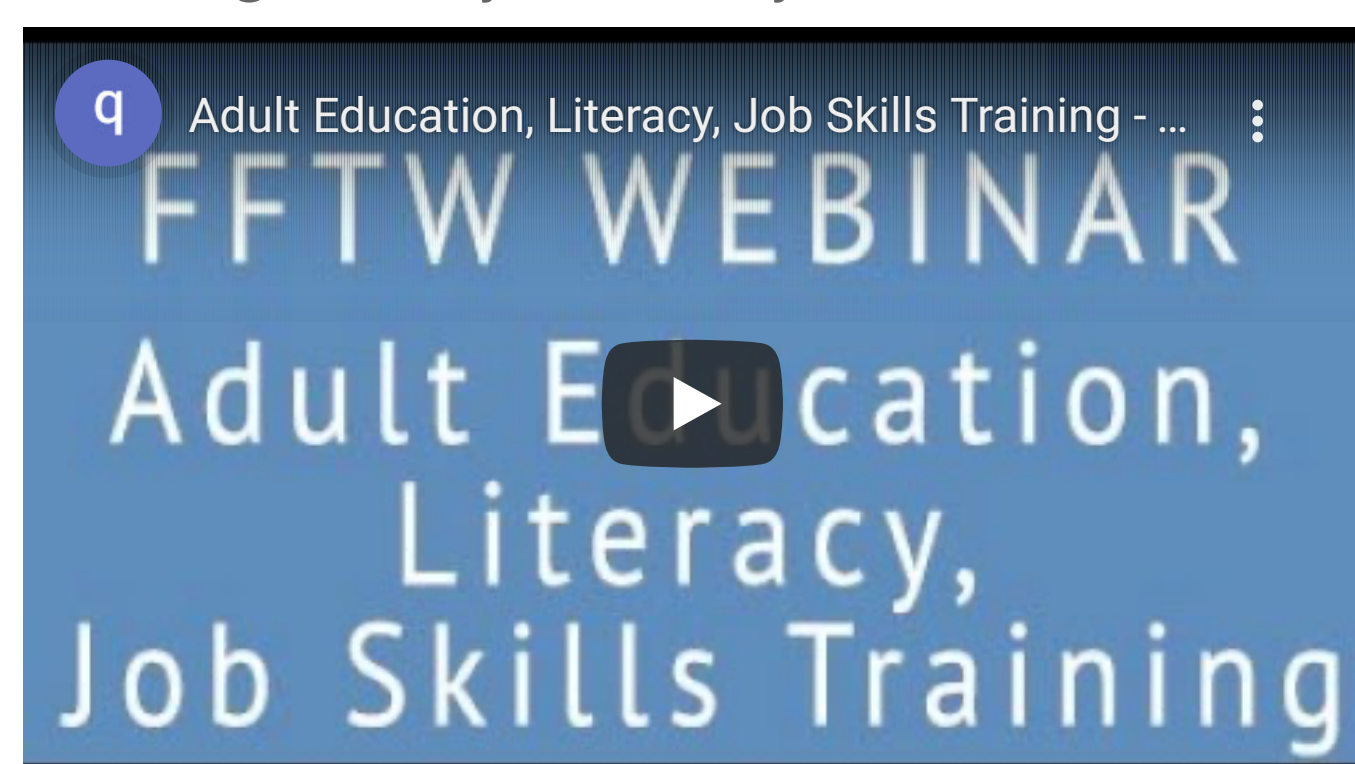 q
Adult Education, Literacy, Job Skills Training - ...
FFTW WEBINAR
Adult Education,
Literacy,
Job Skills Training